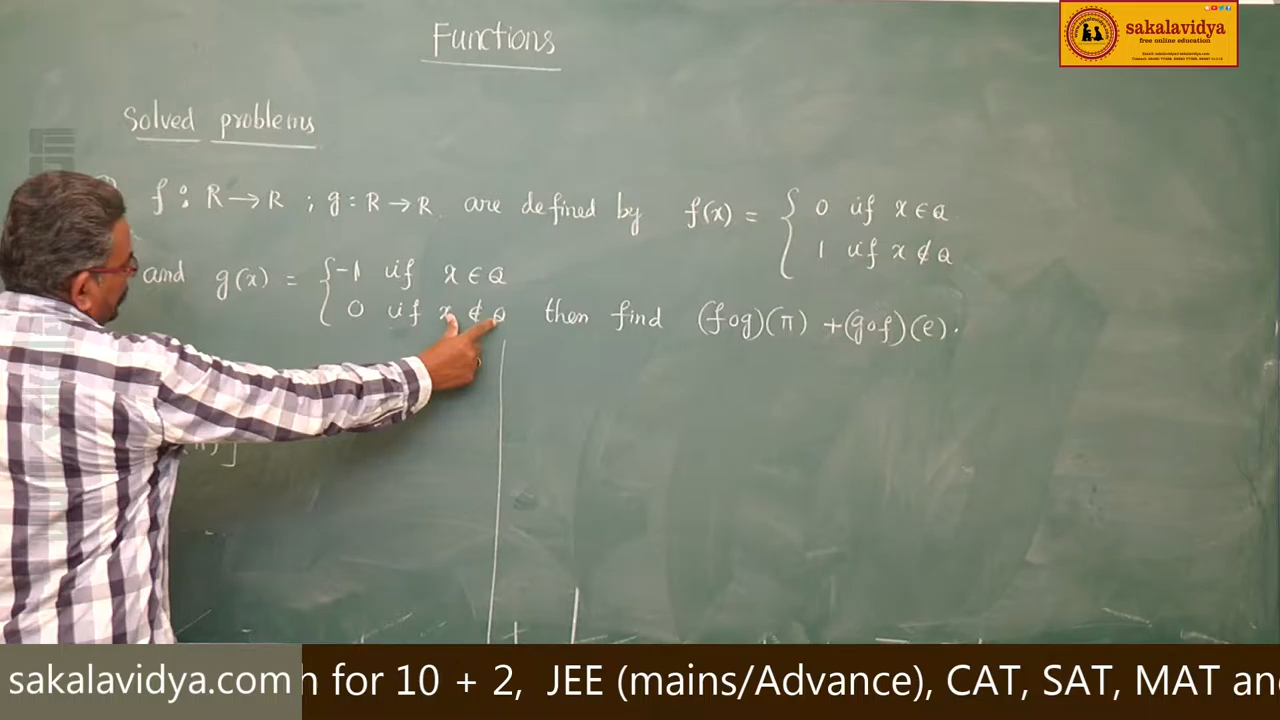 Functions
sakalavidya
free online education
Solved problems
f : R → R ; g : R → R are defined by f(x) = { 0 if x ∈ Q
1 if x ∉ Q
and g(x) = { -1 if x ∈ Q
0 if x ∉ Q then find (fog)(π) + (gof)(e).
sakalavidya.com h for 10 + 2, JEE (mains/Advance), CAT, SAT, MAT an